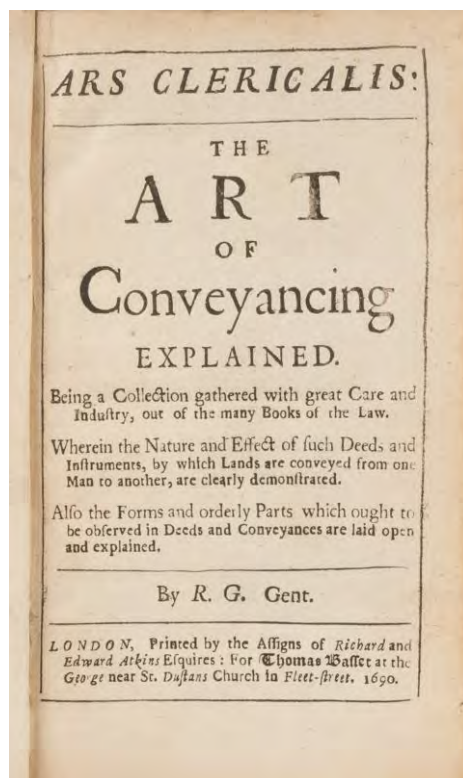 ARS CLERICALIS:
THE
ART
OF
Conveyancing
EXPLAINED.
Being a Collection gathered with great Care and
Induſtry, out of the many Books of the Law.
Wherein the Nature and Effect of ſuch Deeds and
Inſtruments, by which Lands are conveyed from one
Man to another, are clearly demonſtrated.
Alſo the Forms and orderly Parts which ought to
be obſerved in Deeds and Conveyances are laid open
and explained.
By R. G. Gent.
LONDON, Printed by the Aſſigns of Richard and
Edward Atkins Eſquires: For Thomas Baſſet at the
George near St. Duſtans Church in Fleet-ſtreet. 1690.